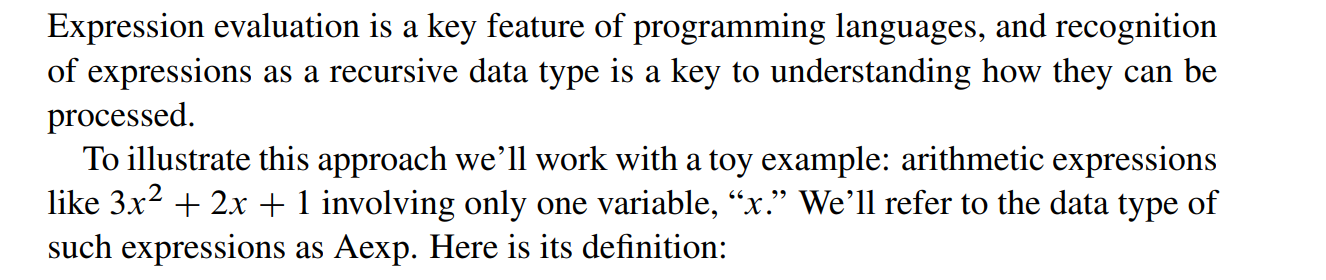 Expression evaluation is a key feature of programming languages, and recognition
of expressions as a recursive data type is a key to understanding how they can be
processed.
To illustrate this approach we’ll work with a toy example: arithmetic expressions
like 3x² + 2x + 1 involving only one variable, “x.” We’ll refer to the data type of
such expressions as Aexp. Here is its definition: